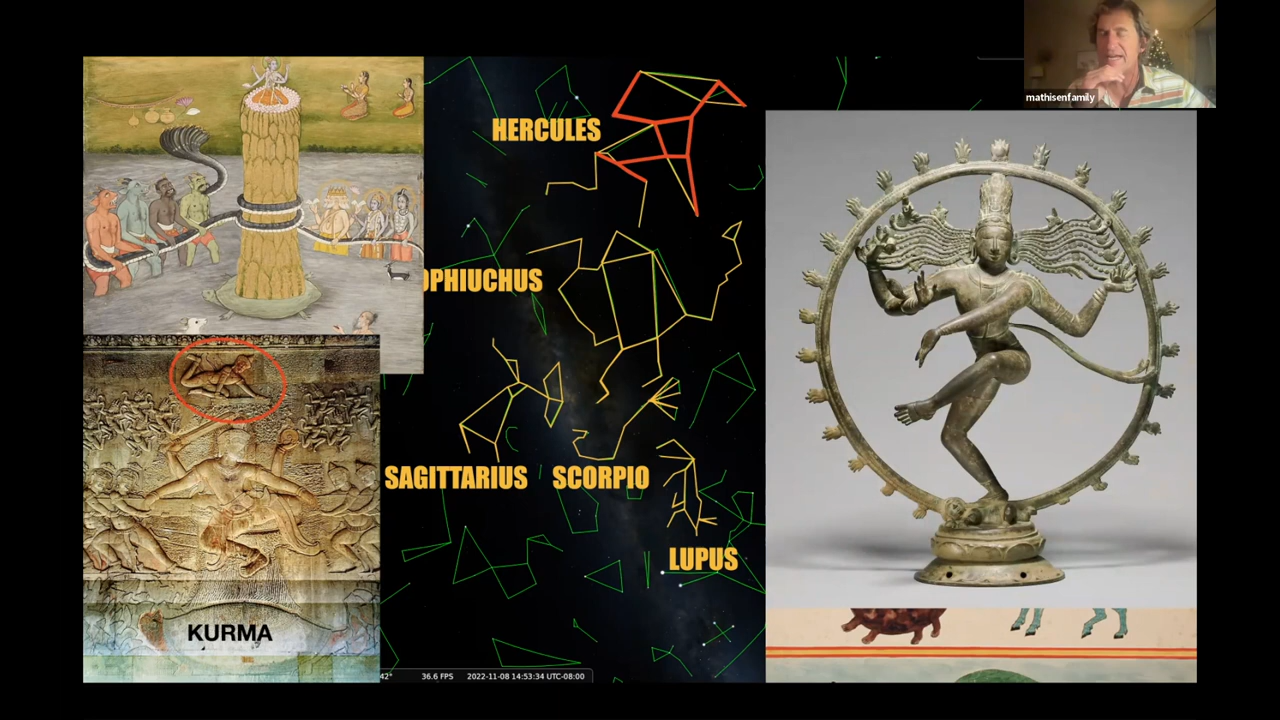 mathisenfamily
HERCULES
OPHIUCHUS
SAGITTARIUS
SCORPIO
LUPUS
KURMA
42° 36.6 FPS 2022-11-08 14:53:34 UTC-08:00